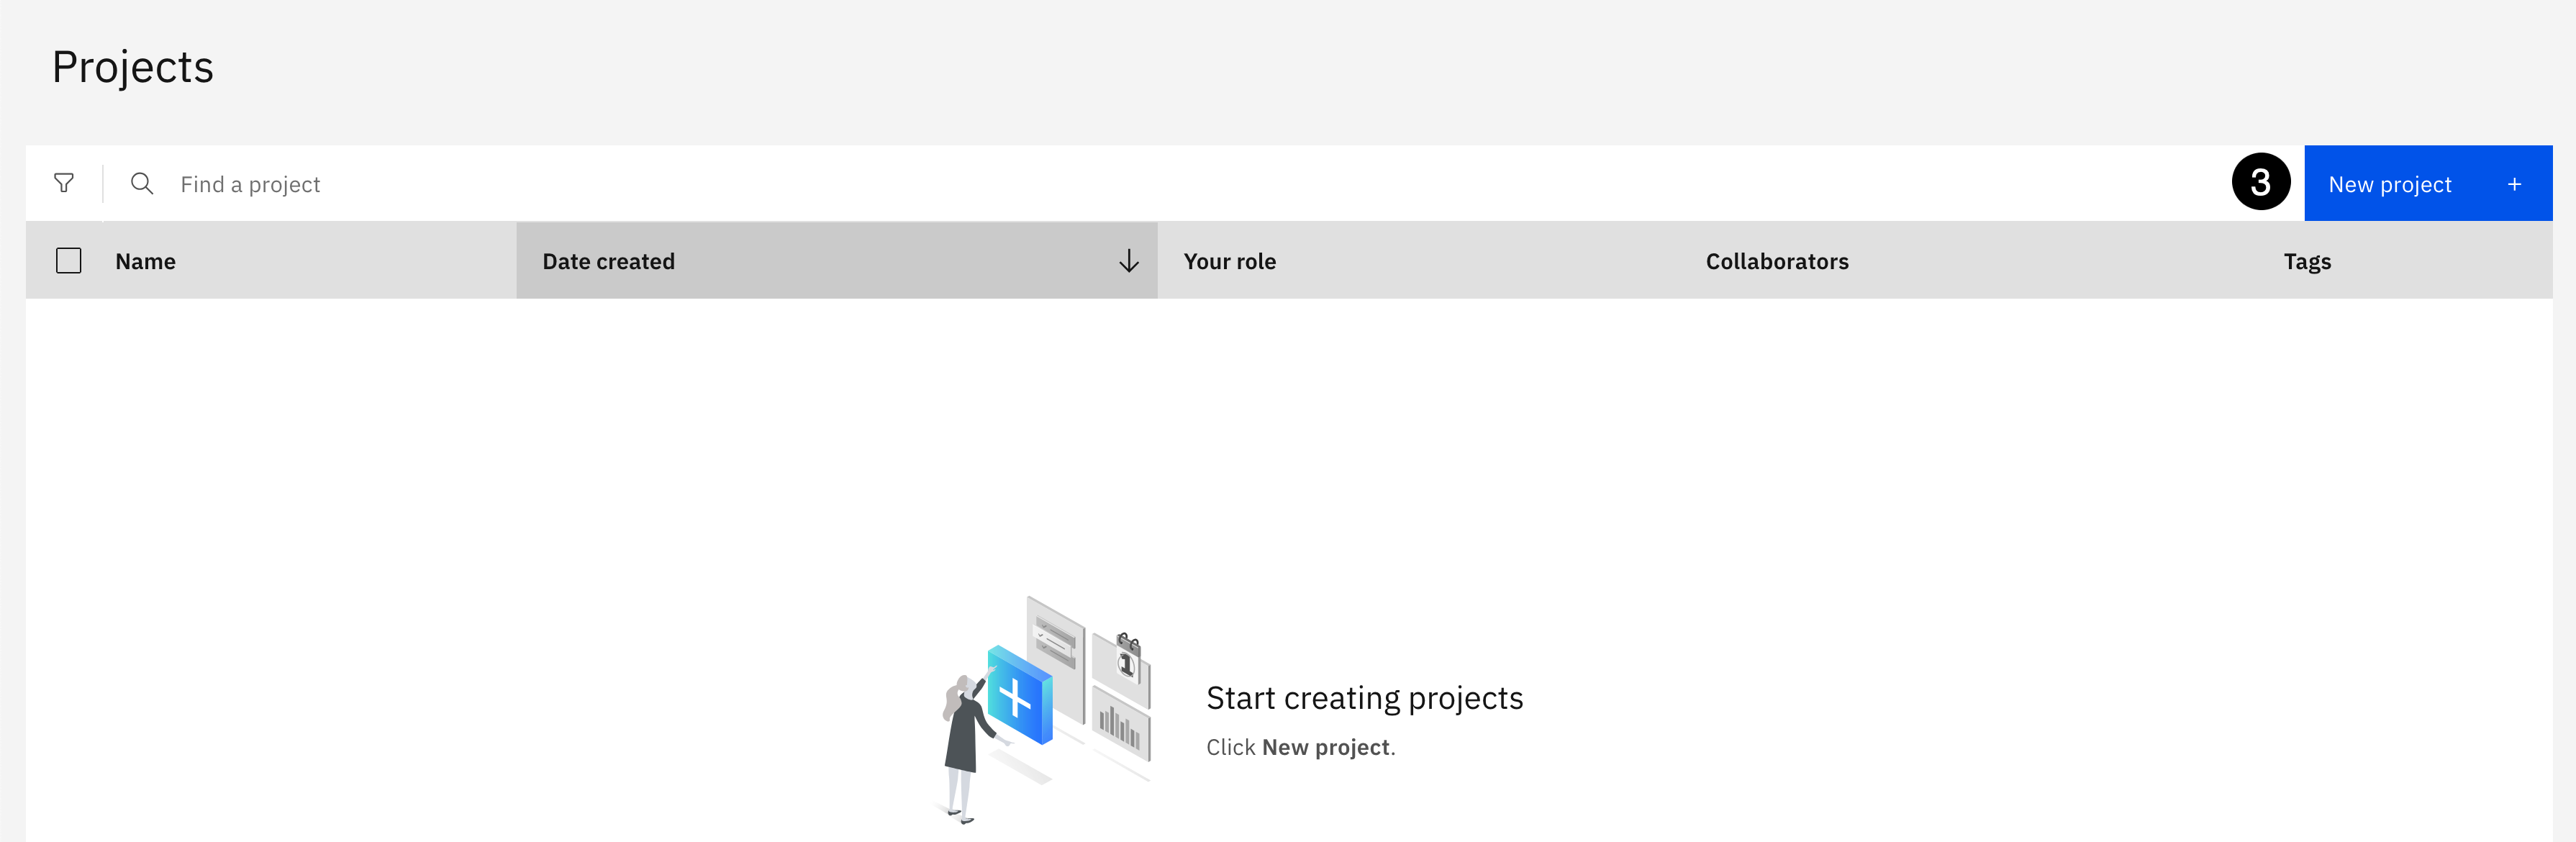 Projects
Find a project
3
New project +
Name Date created Your role Collaborators Tags
1
Start creating projects
Click New project.